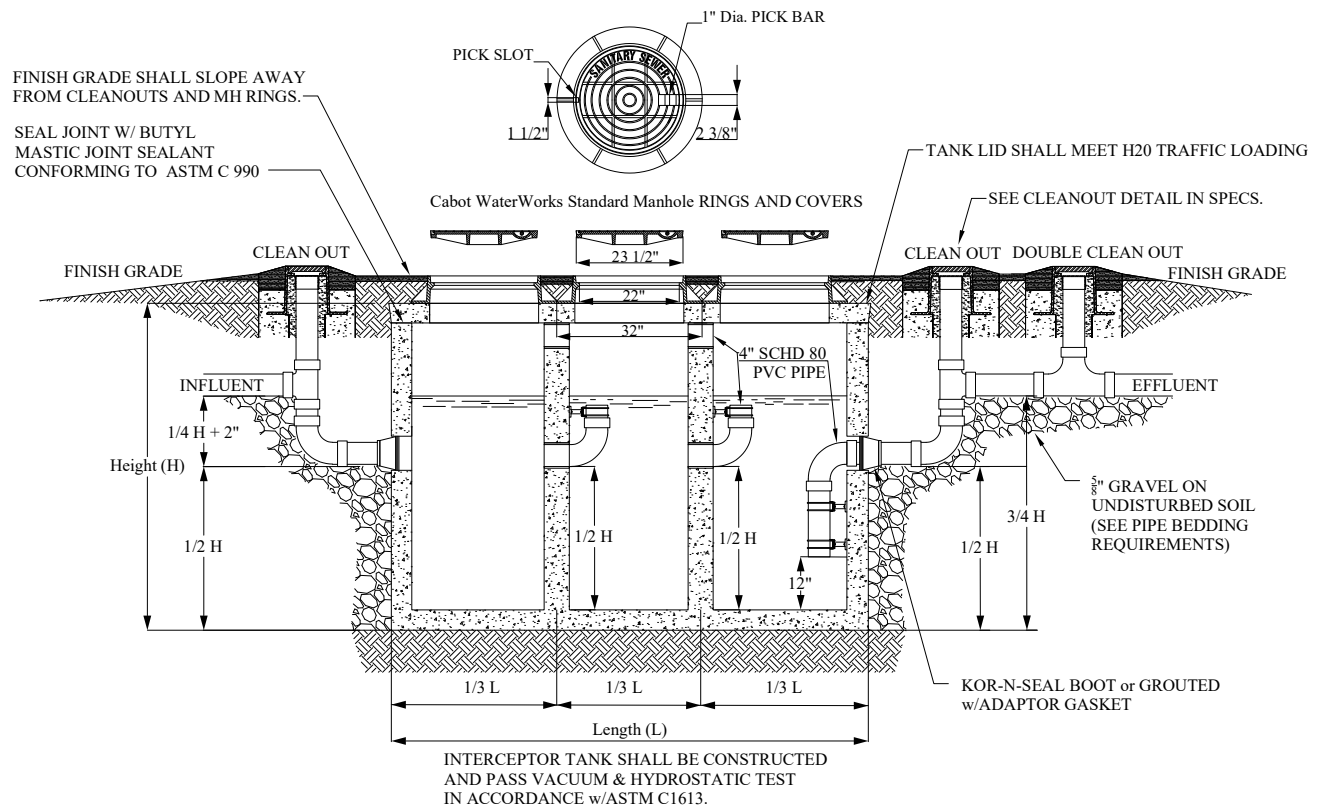 1" Dia. PICK BAR
PICK SLOT
SANITARY SEWER
1 1/2"
2 3/8"
FINISH GRADE SHALL SLOPE AWAY
FROM CLEANOUTS AND MH RINGS.
SEAL JOINT W/ BUTYL
MASTIC JOINT SEALANT
CONFORMING TO ASTM C 990
TANK LID SHALL MEET H20 TRAFFIC LOADING
SEE CLEANOUT DETAIL IN SPECS.
Cabot WaterWorks Standard Manhole RINGS AND COVERS
CLEAN OUT
CLEAN OUT
DOUBLE CLEAN OUT
23 1/2"
FINISH GRADE
FINISH GRADE
22"
32"
4" SCHD 80
PVC PIPE
INFLUENT
EFFLUENT
1/4 H + 2"
Height (H)
1/2 H
1/2 H
1/2 H
12"
1/2 H
3/4 H
5/8" GRAVEL ON
UNDISTURBED SOIL
(SEE PIPE BEDDING
REQUIREMENTS)
1/3 L
1/3 L
1/3 L
KOR-N-SEAL BOOT or GROUTED
w/ADAPTOR GASKET
Length (L)
INTERCEPTOR TANK SHALL BE CONSTRUCTED
AND PASS VACUUM & HYDROSTATIC TEST
IN ACCORDANCE w/ASTM C1613.